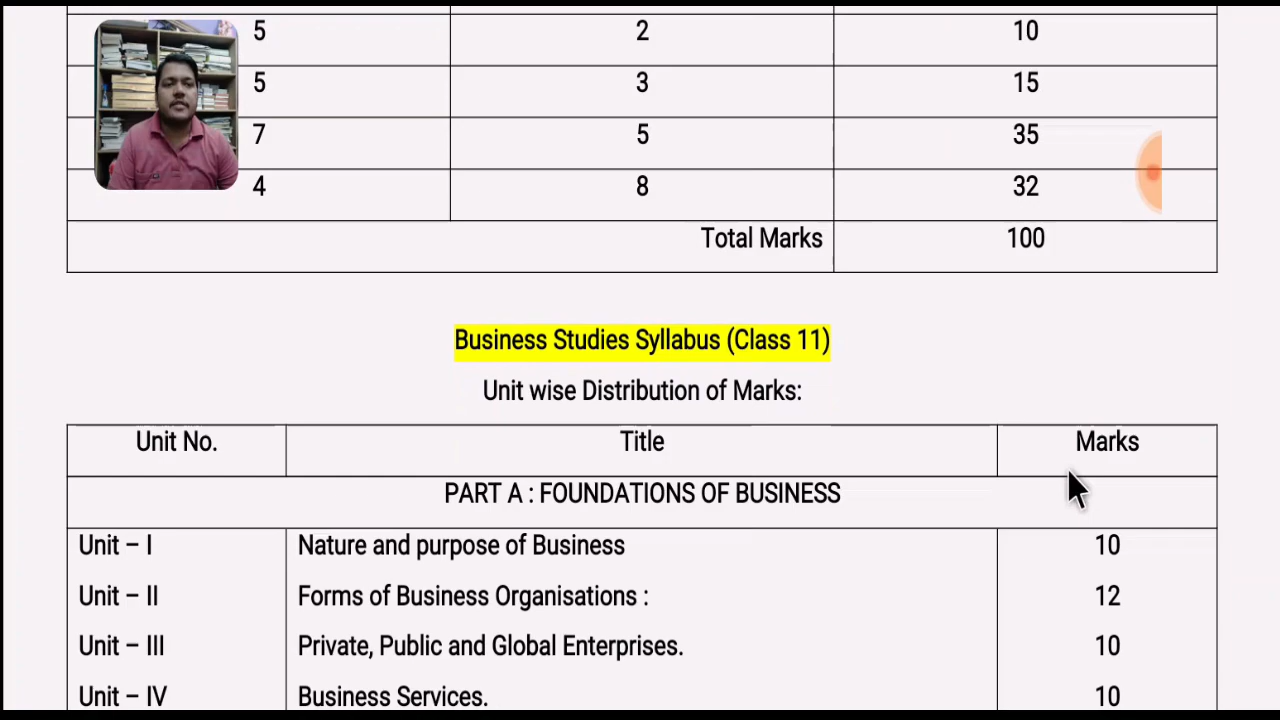 5 2 10
5 3 15
7 5 35
4 8 32
Total Marks 100
Business Studies Syllabus (Class 11)
Unit wise Distribution of Marks:
Unit No. Title Marks
PART A : FOUNDATIONS OF BUSINESS
Unit – I Nature and purpose of Business 10
Unit – II Forms of Business Organisations : 12
Unit – III Private, Public and Global Enterprises. 10
Unit – IV Business Services. 10